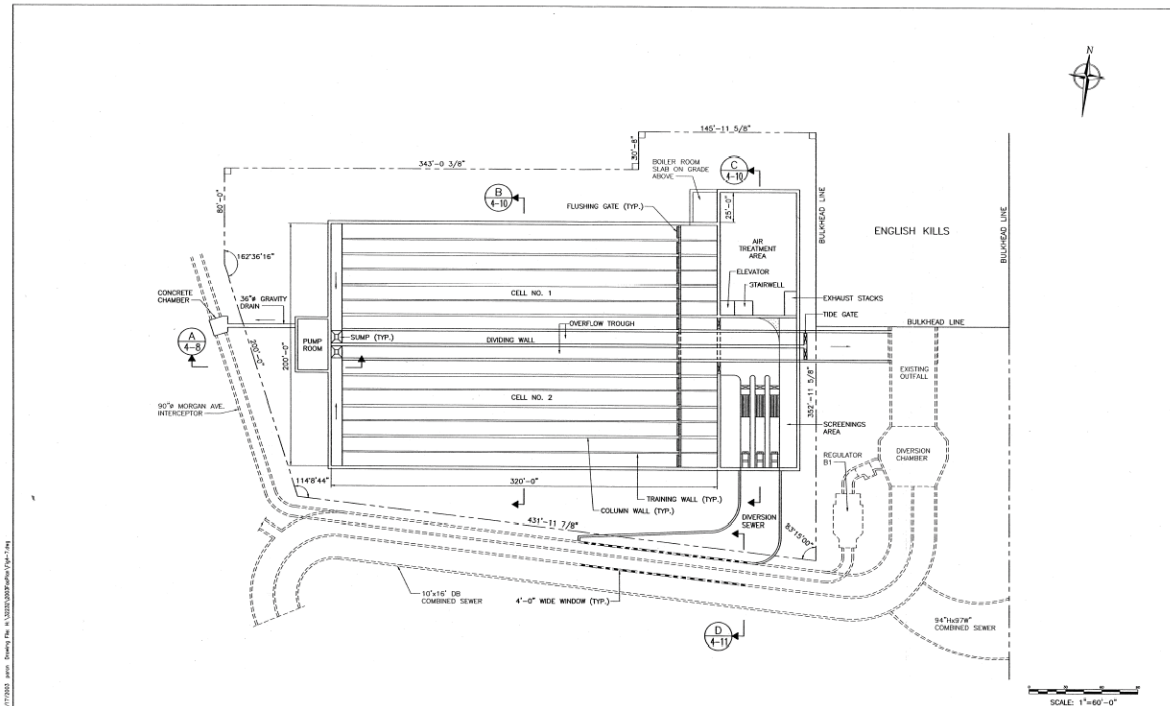 N
145'-11 5/8"
30'-8"
343'-0 3/8"
BOILER ROOM
SLAB ON GRADE
ABOVE
C
4-10
B
4-10
80'-0"
FLUSHING GATE (TYP.)
25'-0"
BULKHEAD LINE
BULKHEAD LINE
ENGLISH KILLS
AIR
TREATMENT
AREA
162°36'16"
ELEVATOR
STAIRWELL
CONCRETE
CHAMBER
36"ø GRAVITY
DRAIN
CELL NO. 1
EXHAUST STACKS
TIDE GATE
OVERFLOW TROUGH
BULKHEAD LINE
A
4-8
PUMP
ROOM
SUMP (TYP.)
DIVIDING WALL
200'-0"
200'-0"
EXISTING
OUTFALL
352'-11 5/8"
90"ø MORGAN AVE.
INTERCEPTOR
CELL NO. 2
SCREENINGS
AREA
REGULATOR
B1
DIVERSION
CHAMBER
114°8'44"
320'-0"
TRAINING WALL (TYP.)
COLUMN WALL (TYP.)
DIVERSION
SEWER
431'-11 7/8"
83°15'00"
10'x16' DB
COMBINED SEWER
4'-0" WIDE WINDOW (TYP.)
94"Hx97W"
COMBINED SEWER
D
4-11
SCALE: 1"=60'-0"